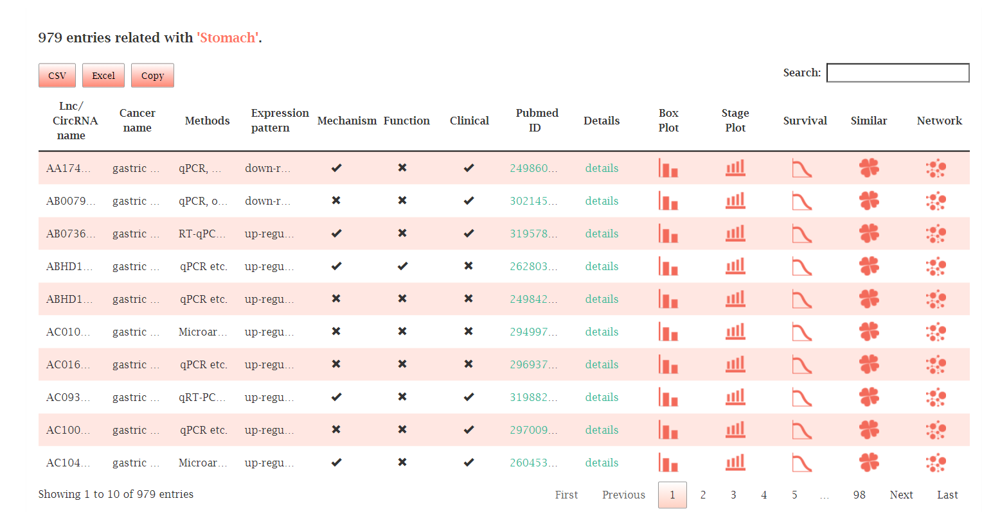 979 entries related with 'Stomach'.
CSV Excel Copy Search:
Lnc/ CircRNA name Cancer name Methods Expression pattern Mechanism Function Clinical Pubmed ID Details Box Plot Stage Plot Survival Similar Network
AA174... gastric ... qPCR, ... down-r... ✔ ✖ ✔ 249860... details
AB0079... gastric ... qPCR, o... down-r... ✖ ✖ ✔ 302145... details
AB0736... gastric ... RT-qPC... up-regu... ✔ ✖ ✔ 319578... details
ABHD1... gastric ... qPCR etc. up-regu... ✔ ✔ ✖ 262803... details
ABHD1... gastric ... qPCR etc. up-regu... ✖ ✖ ✖ 249842... details
AC010... gastric ... Microar... up-regu... ✖ ✖ ✖ 294997... details
AC016... gastric ... qPCR etc. up-regu... ✖ ✖ ✖ 296937... details
AC093... gastric ... qRT-PC... up-regu... ✔ ✖ ✔ 319882... details
AC100... gastric ... qPCR etc. up-regu... ✖ ✖ ✔ 297009... details
AC104... gastric ... Microar... up-regu... ✔ ✖ ✔ 260453... details
Showing 1 to 10 of 979 entries First Previous 1 2 3 4 5 ... 98 Next Last